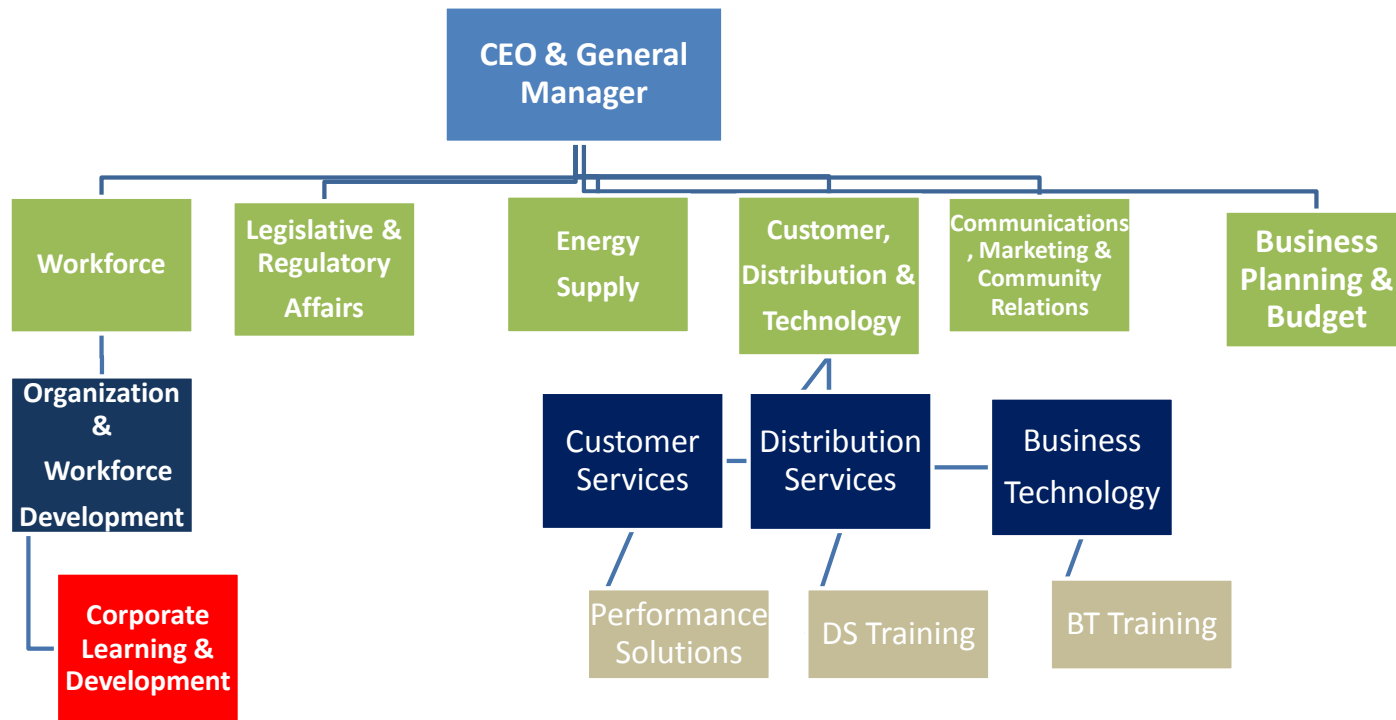 CEO & General
Manager
Workforce
Legislative &
Regulatory
Affairs
Energy
Supply
Customer,
Distribution &
Technology
Communications
, Marketing &
Community
Relations
Business
Planning &
Budget
Organization
&
Workforce
Development
Customer
Services
Distribution
Services
Business
Technology
Corporate
Learning &
Development
Performance
Solutions
DS Training
BT Training